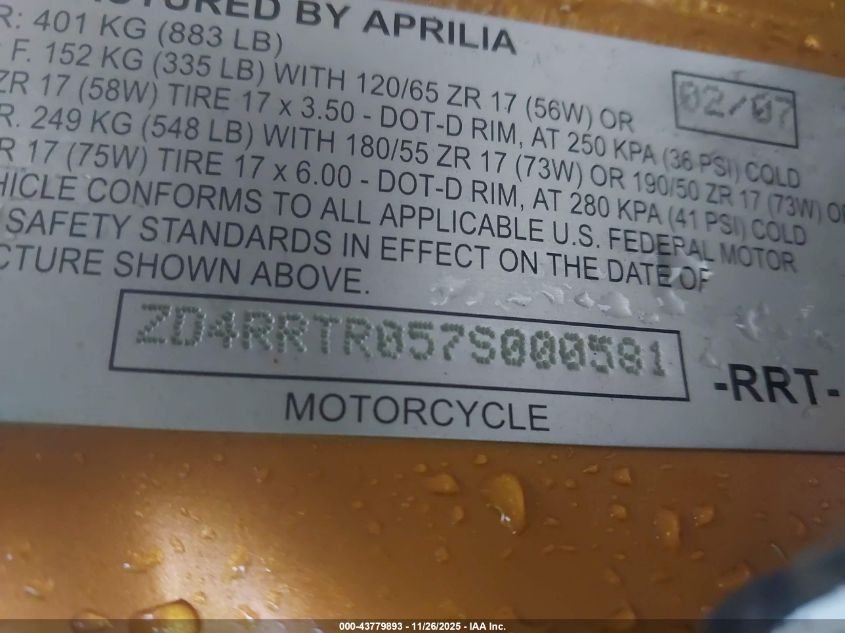 CTURED BY APRILIA
R: 401 KG (883 LB)
F. 152 KG (335 LB) WITH 120/65 ZR 17 (56W) OR
ZR 17 (58W) TIRE 17 x 3.50 - DOT-D RIM, AT 250 KPA (36 PSI) COLD
R. 249 KG (548 LB) WITH 180/55 ZR 17 (73W) OR 190/50 ZR 17 (73W) OR
R 17 (75W) TIRE 17 x 6.00 - DOT-D RIM, AT 280 KPA (41 PSI) COLD
HICLE CONFORMS TO ALL APPLICABLE U.S. FEDERAL MOTOR
SAFETY STANDARDS IN EFFECT ON THE DATE OF
CTURE SHOWN ABOVE.
02/07
ZD4RRTR057S000581
-RRT-
MOTORCYCLE
000-43779893 - 11/26/2025 - IAA Inc.